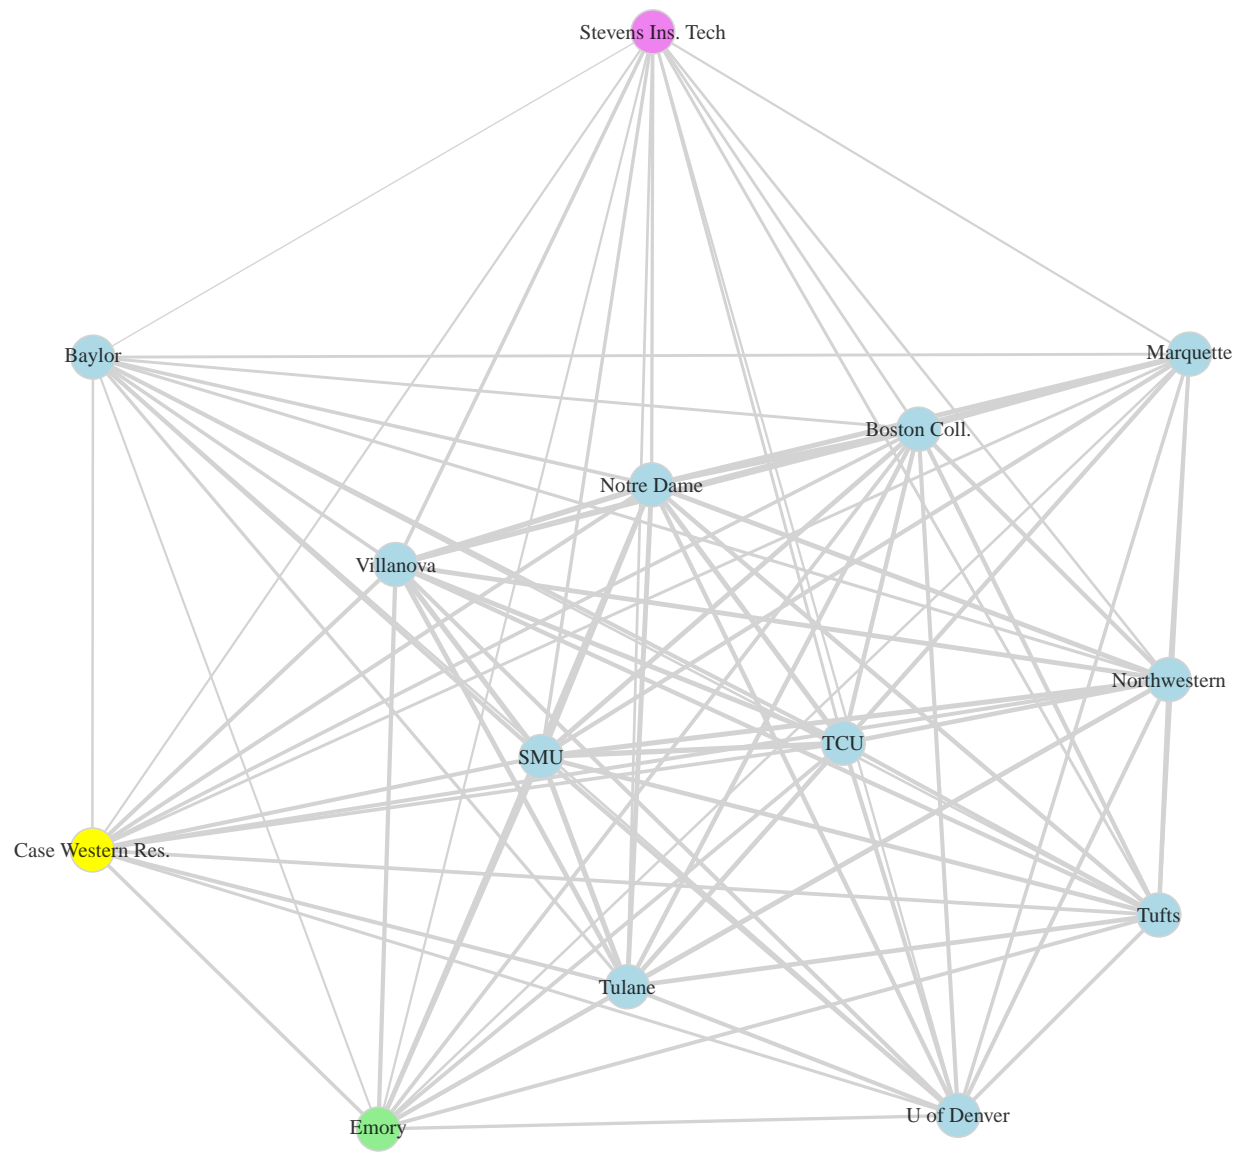 Stevens Ins. Tech
Baylor
Marquette
Boston Coll.
Notre Dame
Villanova
Northwestern
SMU
TCU
Case Western Res.
Tufts
Tulane
U of Denver
Emory